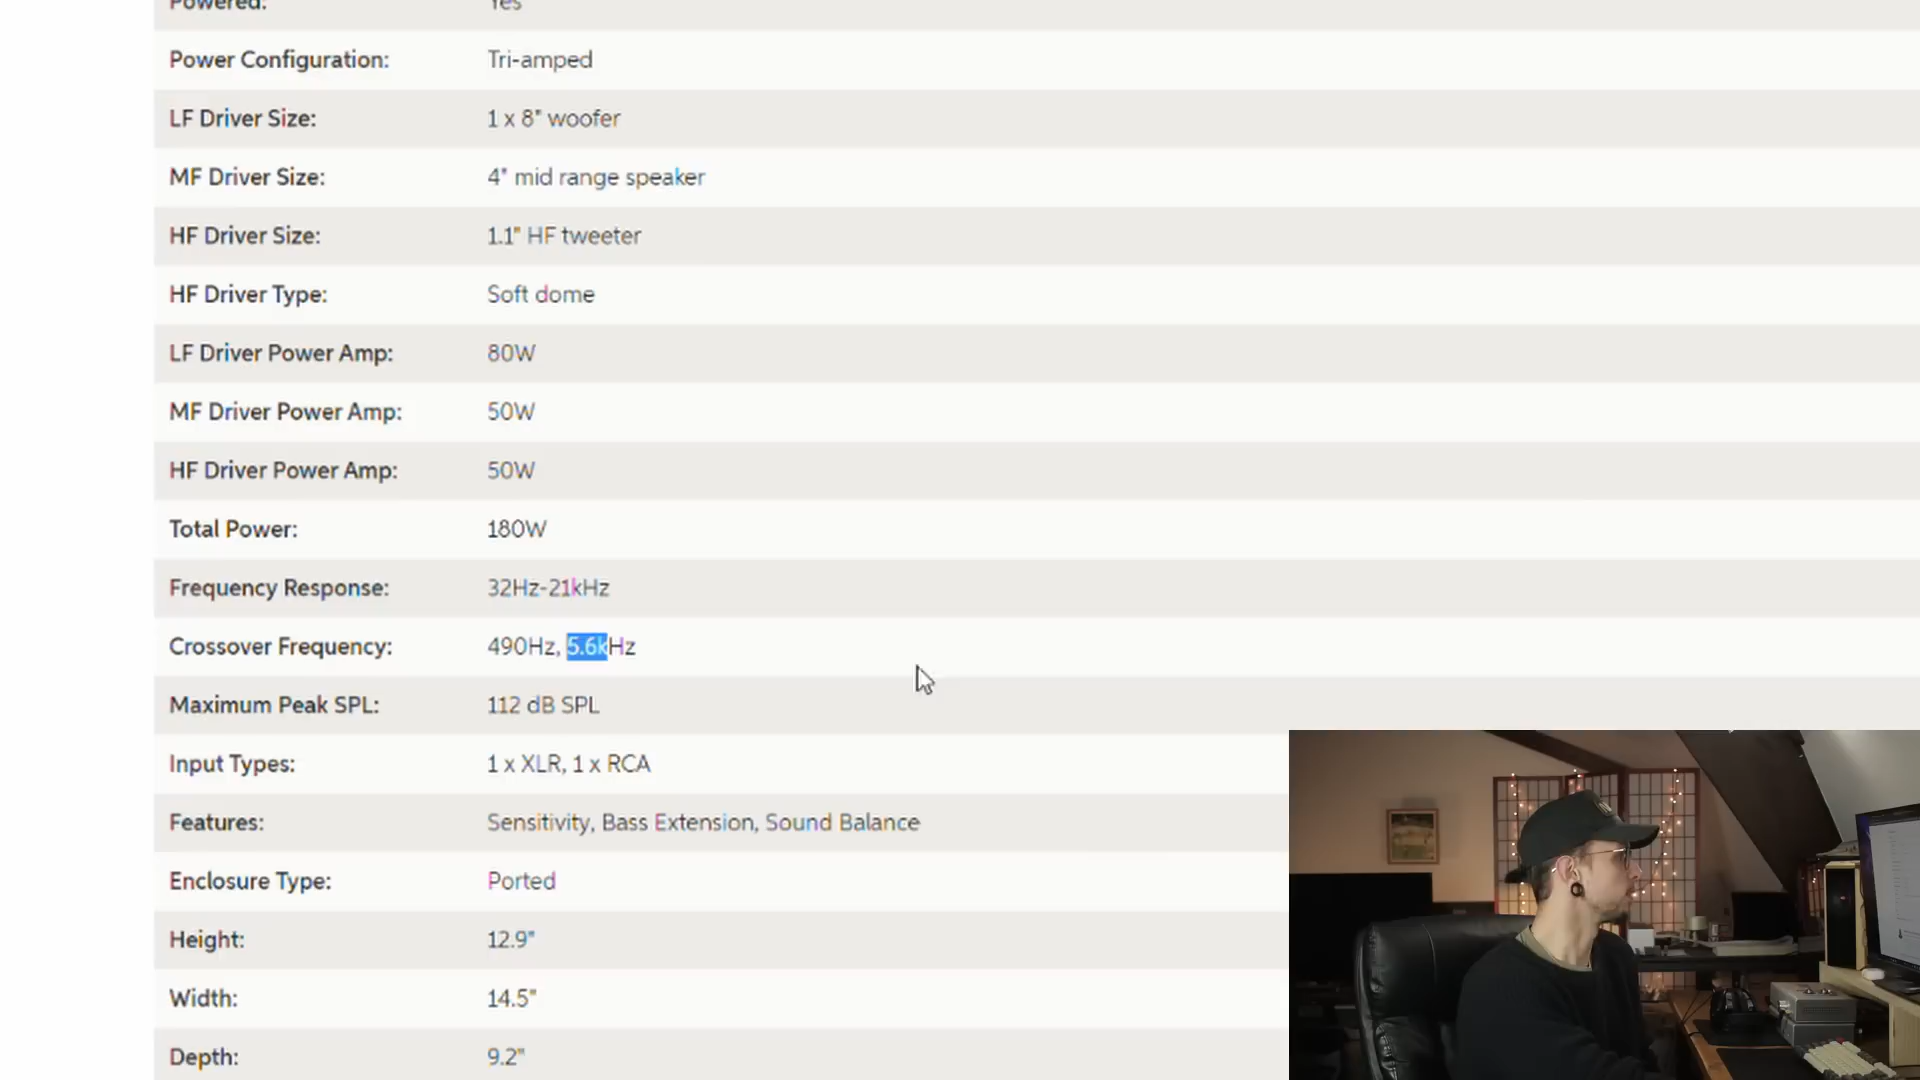 Powered: Yes
Power Configuration: Tri-amped
LF Driver Size: 1 x 8" woofer
MF Driver Size: 4" mid range speaker
HF Driver Size: 1.1" HF tweeter
HF Driver Type: Soft dome
LF Driver Power Amp: 80W
MF Driver Power Amp: 50W
HF Driver Power Amp: 50W
Total Power: 180W
Frequency Response: 32Hz-21kHz
Crossover Frequency: 490Hz, 5.6kHz
Maximum Peak SPL: 112 dB SPL
Input Types: 1 x XLR, 1 x RCA
Features: Sensitivity, Bass Extension, Sound Balance
Enclosure Type: Ported
Height: 12.9"
Width: 14.5"
Depth: 9.2"